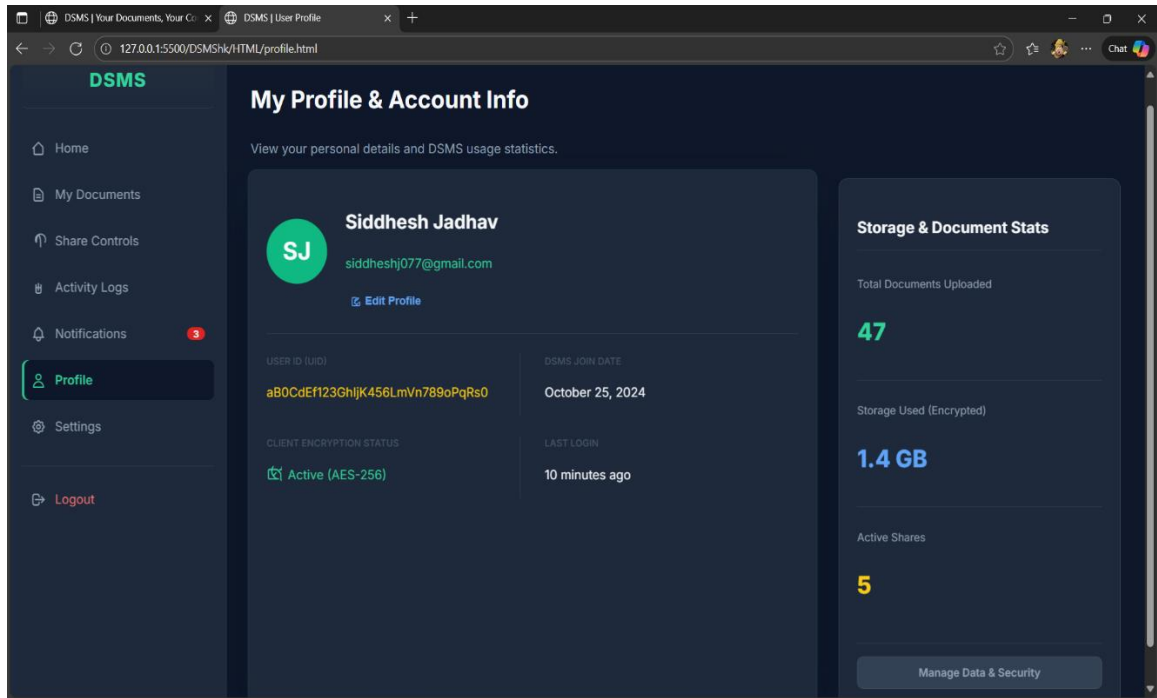 DSMS | Your Documents, Your Co
DSMS | User Profile
127.0.0.1:5500/DSMShk/HTML/profile.html
Chat
DSMS
Home
My Documents
Share Controls
Activity Logs
Notifications 3
Profile
Settings
Logout
My Profile & Account Info
View your personal details and DSMS usage statistics.
SJ
Siddhesh Jadhav
siddheshj077@gmail.com
Edit Profile
USER ID (UID)
aB0CdEf123GhIjK456LmVn789oPqRs0
DSMS JOIN DATE
October 25, 2024
CLIENT ENCRYPTION STATUS
Active (AES-256)
LAST LOGIN
10 minutes ago
Storage & Document Stats
Total Documents Uploaded
47
Storage Used (Encrypted)
1.4 GB
Active Shares
5
Manage Data & Security